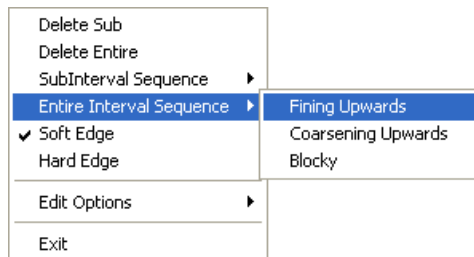 Delete Sub
Delete Entire
SubInterval Sequence
Entire Interval Sequence
Fining Upwards
Soft Edge
Coarsening Upwards
Hard Edge
Blocky
Edit Options
Exit